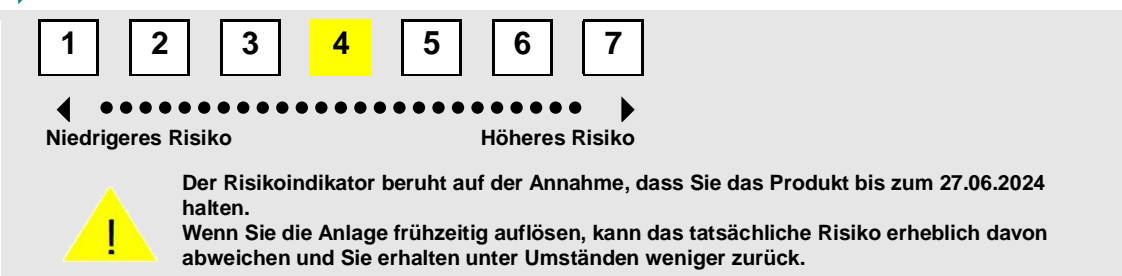 1 2 3 4 5 6 7
Niedrigeres Risiko Höheres Risiko
Der Risikoindikator beruht auf der Annahme, dass Sie das Produkt bis zum 27.06.2024
halten.
Wenn Sie die Anlage frühzeitig auflösen, kann das tatsächliche Risiko erheblich davon
abweichen und Sie erhalten unter Umständen weniger zurück.
!